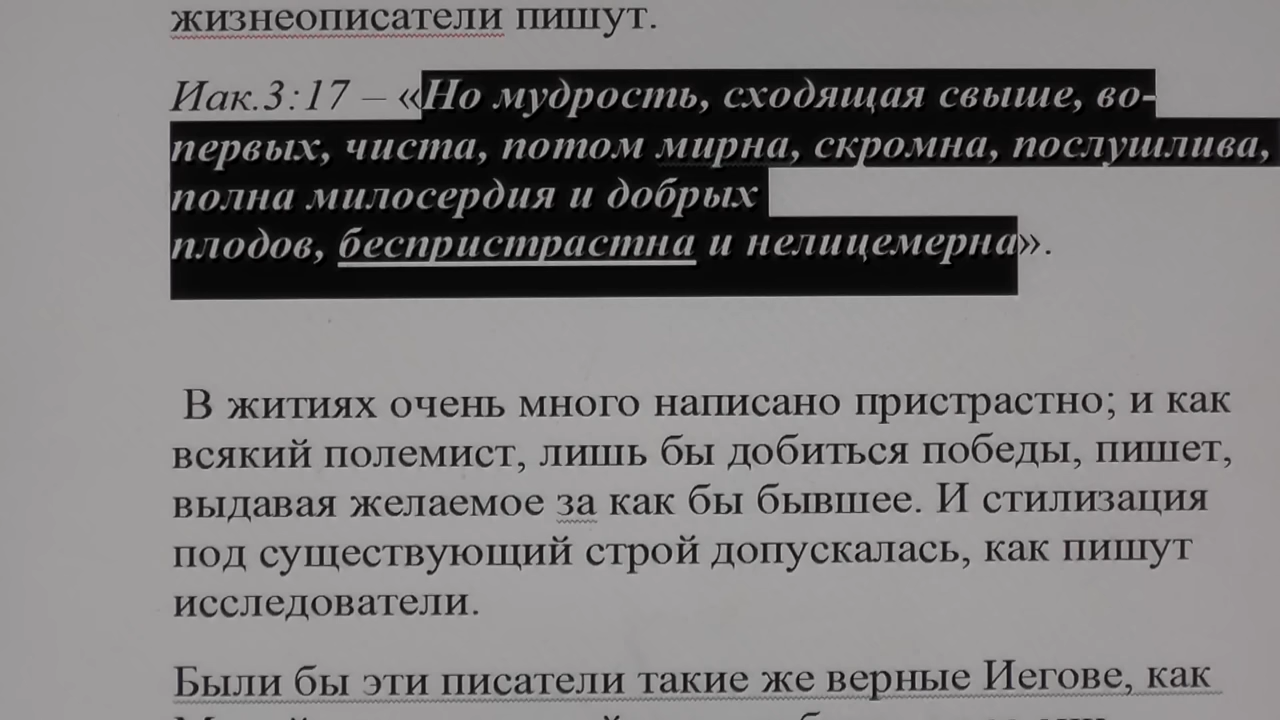 жизнеописатели пишут.
Иак.3:17 – «Но мудрость, сходящая свыше, во-
первых, чиста, потом мирна, скромна, послушлива,
полна милосердия и добрых
плодов, беспристрастна и нелицемерна».
В житиях очень много написано пристрастно; и как
всякий полемист, лишь бы добиться победы, пишет,
выдавая желаемое за как бы бывшее. И стилизация
под существующий строй допускалась, как пишут
исследователи.
Были бы эти писатели такие же верные Иегове, как